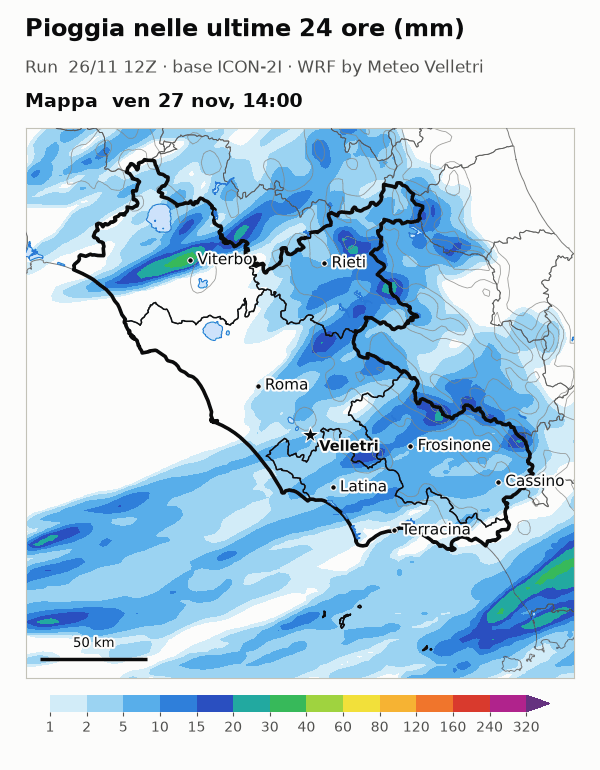 Pioggia nelle ultime 24 ore (mm)
Run  26/11 12Z · base ICON-2I · WRF by Meteo Velletri
Mappa  ven 27 nov, 14:00
Viterbo
Rieti
Roma
Velletri
Frosinone
Latina
Cassino
Terracina
50 km
1 2 5 10 15 20 30 40 60 80 120 160 240 320